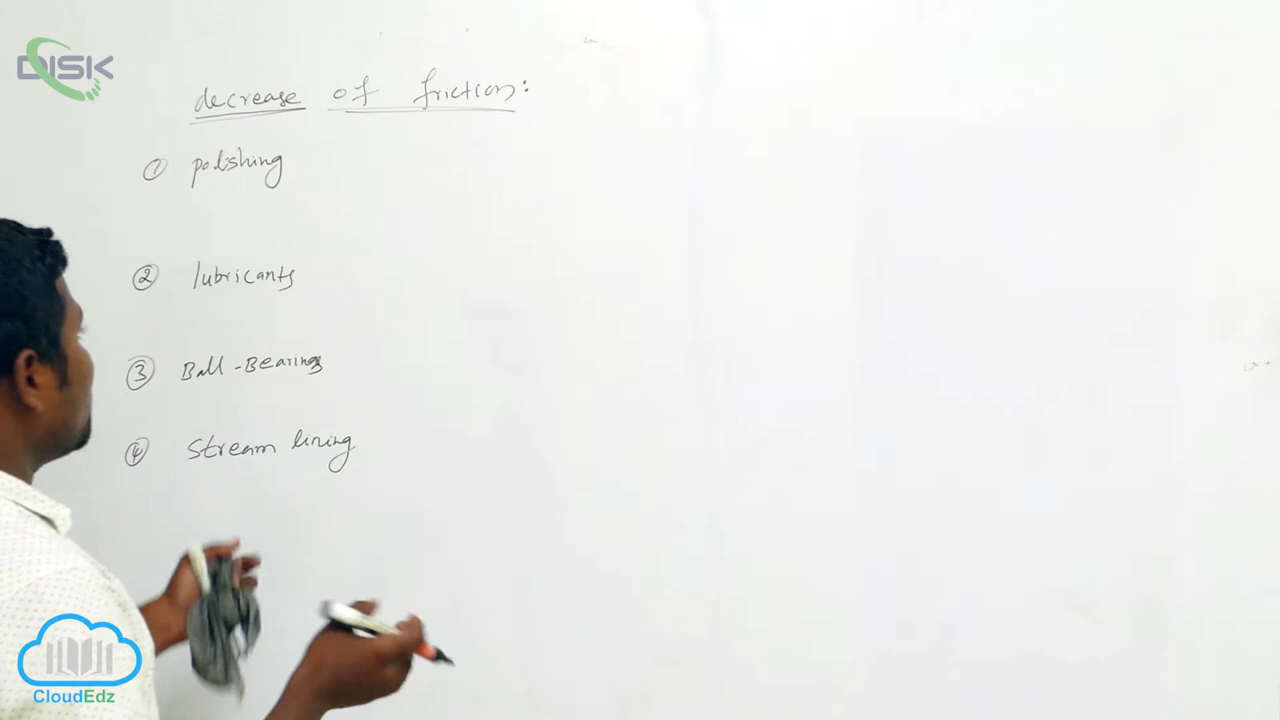 DISK
decrease of friction:
① polishing
② lubricants
③ Ball-Bearings
④ stream lining
CloudEdz